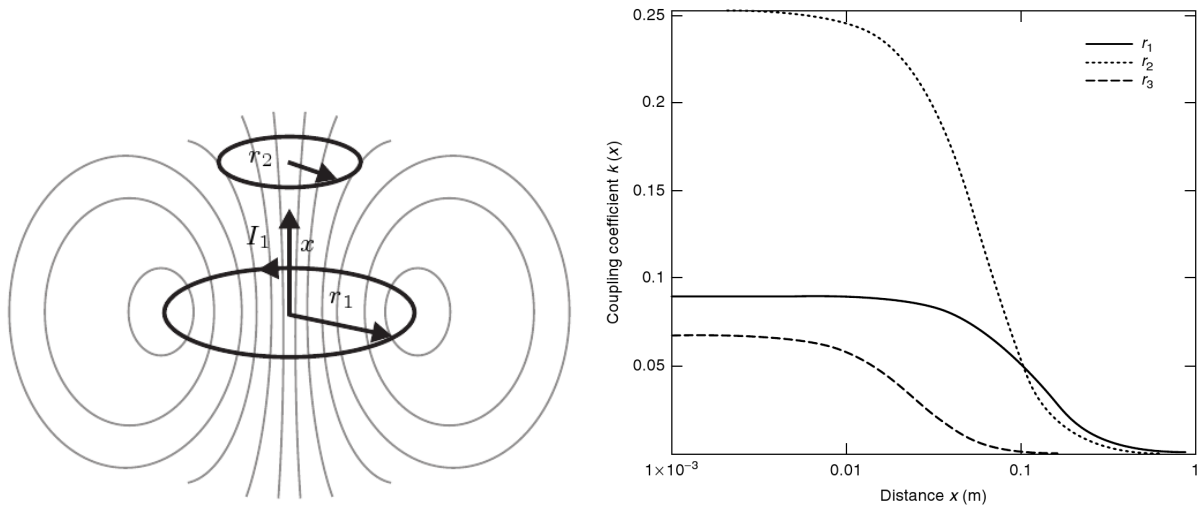 r₂
I₁
x
r₁
0.25
0.2
0.15
0.1
0.05
Coupling coefficient k (x)
r₁
r₂
r₃
1×10⁻³
0.01
0.1
1
Distance x (m)